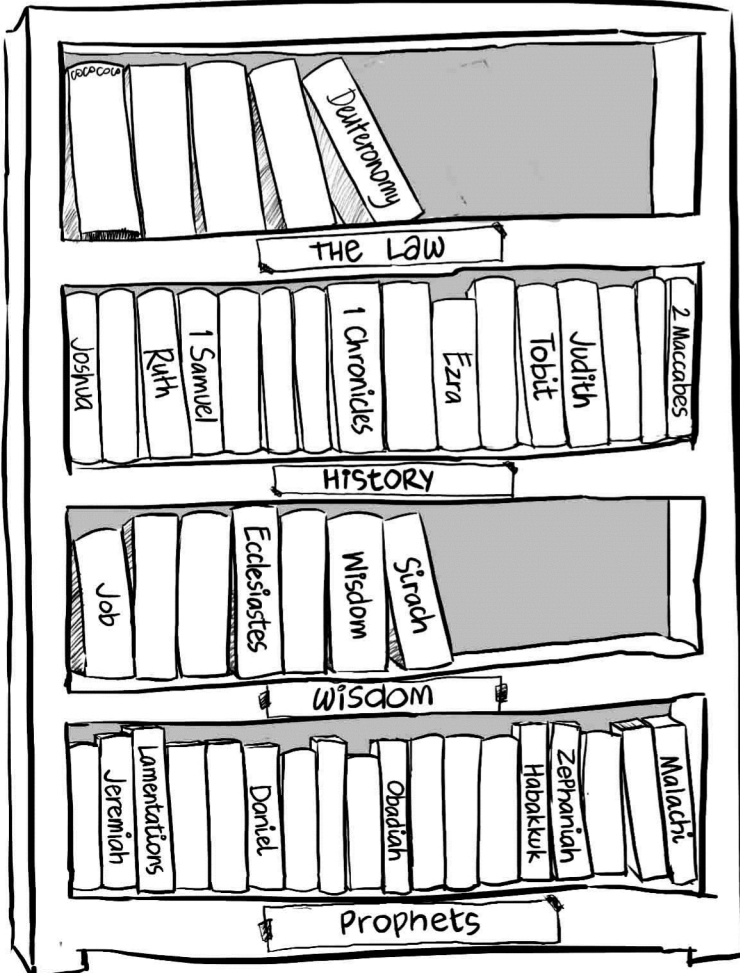 Deuteronomy
THE LAW
Joshua
Ruth
1 Samuel
1 Chronicles
Ezra
Tobit
Judith
2 Maccabes
HIStORY
Job
Ecclesiastes
Wisdom
Sirach
WISDOM
Jeremiah
Lamentations
Daniel
Obadiah
Habakkuk
Zephaniah
Malachi
Prophets